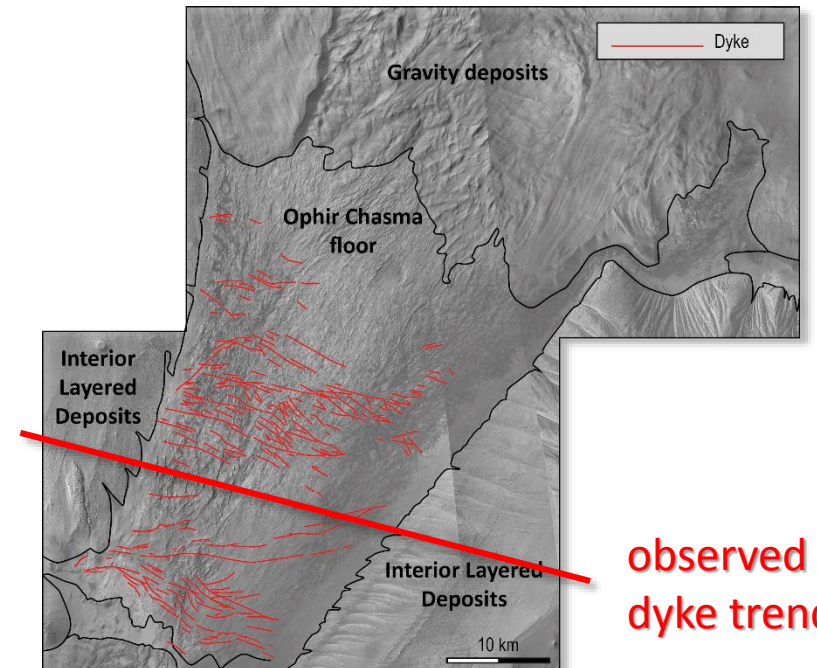 Dyke
Gravity deposits
Ophir Chasma
floor
Interior
Layered
Deposits
observed
Interior Layered
Deposits
10 km